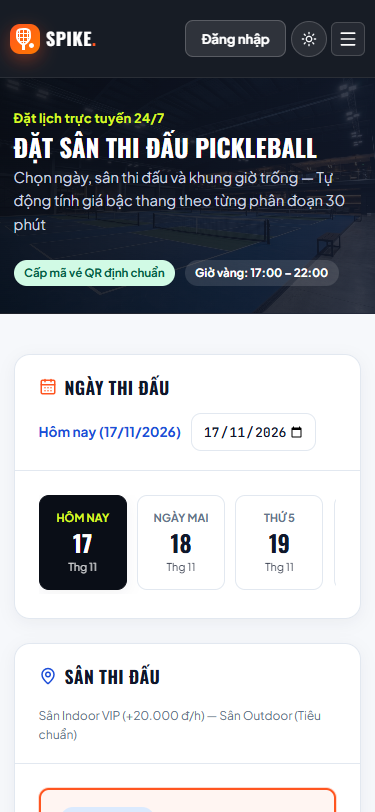 SPIKE.
Đăng nhập
Đặt lịch trực tuyến 24/7
ĐẶT SÂN THI ĐẤU PICKLEBALL
Chọn ngày, sân thi đấu và khung giờ trống — Tự
động tính giá bậc thang theo từng phân đoạn 30
phút
Cấp mã vé QR định chuẩn
Giờ vàng: 17:00 – 22:00
NGÀY THI ĐẤU
Hôm nay (17/11/2026)
17/11/2026
HÔM NAY
17
Thg 11
NGÀY MAI
18
Thg 11
THỨ 5
19
Thg 11
SÂN THI ĐẤU
Sân Indoor VIP (+20.000 đ/h) — Sân Outdoor (Tiêu
chuẩn)